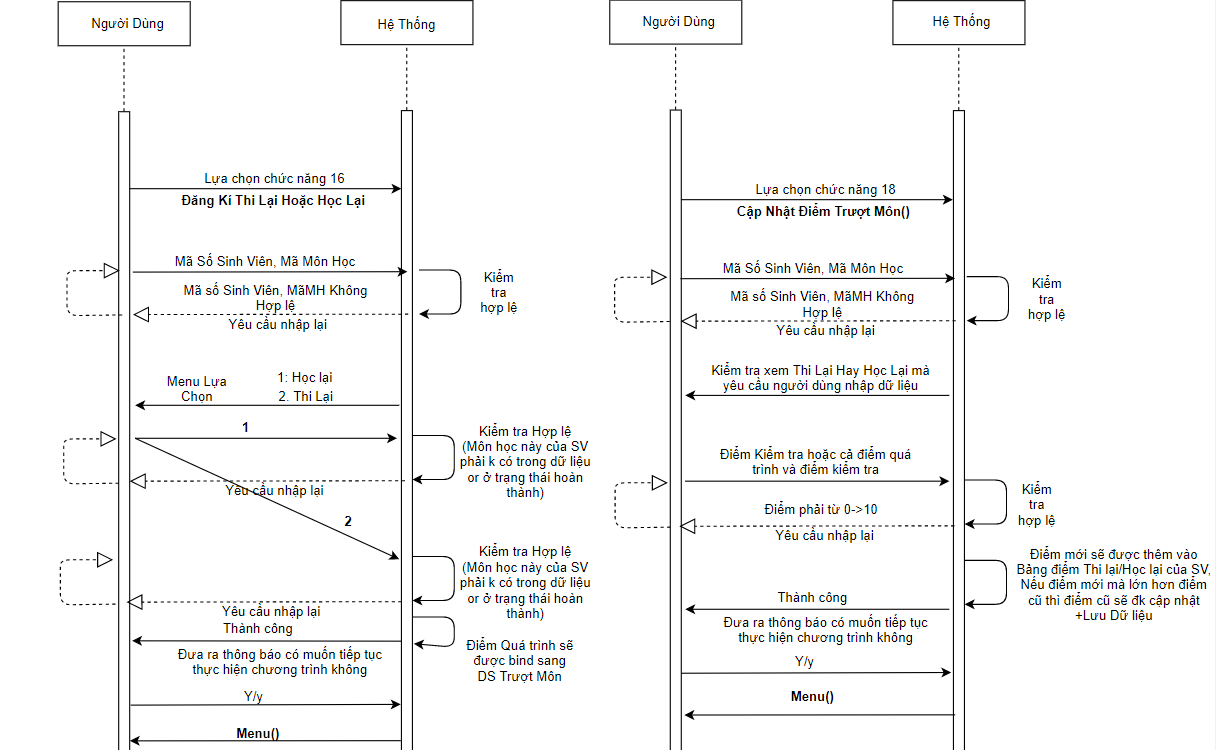 Người Dùng
Hệ Thống
Lựa chọn chức năng 16
Đăng Kí Thi Lại Hoặc Học Lại
Mã Số Sinh Viên, Mã Môn Học
Kiểm
tra
hợp lệ
Mã số Sinh Viên, MãMH Không
Hợp lệ
Yêu cầu nhập lại
Menu Lựa
Chọn
1: Học lại
2. Thi Lại
1
Kiểm tra Hợp lệ
(Môn học này của SV
phải k có trong dữ liệu
or ở trạng thái hoàn
thành)
Yêu cầu nhập lại
2
Kiểm tra Hợp lệ
(Môn học này của SV
phải k có trong dữ liệu
or ở trạng thái hoàn
thành)
Yêu cầu nhập lại
Thành công
Điểm Quá trình sẽ
được bind sang
DS Trượt Môn
Đưa ra thông báo có muốn tiếp tục
thực hiện chương trình không
Y/y
Menu()
Người Dùng
Hệ Thống
Lựa chọn chức năng 18
Cập Nhật Điểm Trượt Môn()
Mã Số Sinh Viên, Mã Môn Học
Kiểm
tra
hợp lệ
Mã số Sinh Viên, MãMH Không
Hợp lệ
Yêu cầu nhập lại
Kiểm tra xem Thi Lại Hay Học Lại mà
yêu cầu người dùng nhập dữ liệu
Điểm Kiểm tra hoặc cả điểm quá
trình và điểm kiểm tra
Kiểm
tra
hợp lệ
Điểm phải từ 0->10
Yêu cầu nhập lại
Điểm mới sẽ được thêm vào
Bảng điểm Thi lại/Học lại của SV,
Nếu điểm mới mà lớn hơn điểm
cũ thì điểm cũ sẽ đk cập nhật
+Lưu Dữ liệu
Thành công
Đưa ra thông báo có muốn tiếp tục
thực hiện chương trình không
Y/y
Menu()